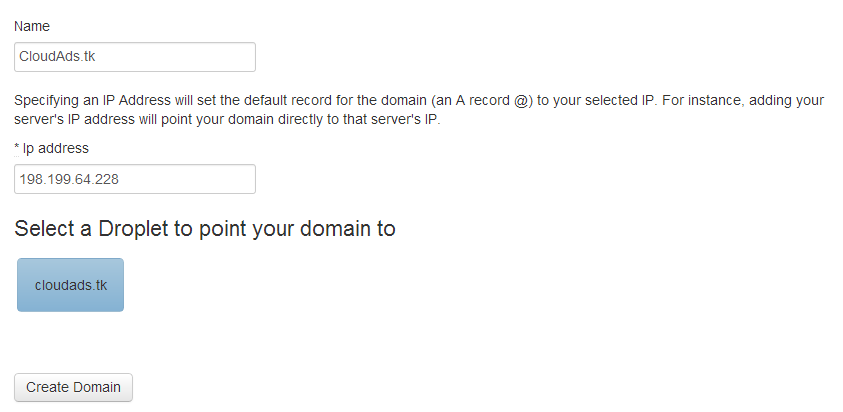 Name
CloudAds.tk
Specifying an IP Address will set the default record for the domain (an A record @) to your selected IP. For instance, adding your
server's IP address will point your domain directly to that server's IP.
* Ip address
198.199.64.228
Select a Droplet to point your domain to
cloudads.tk
Create Domain